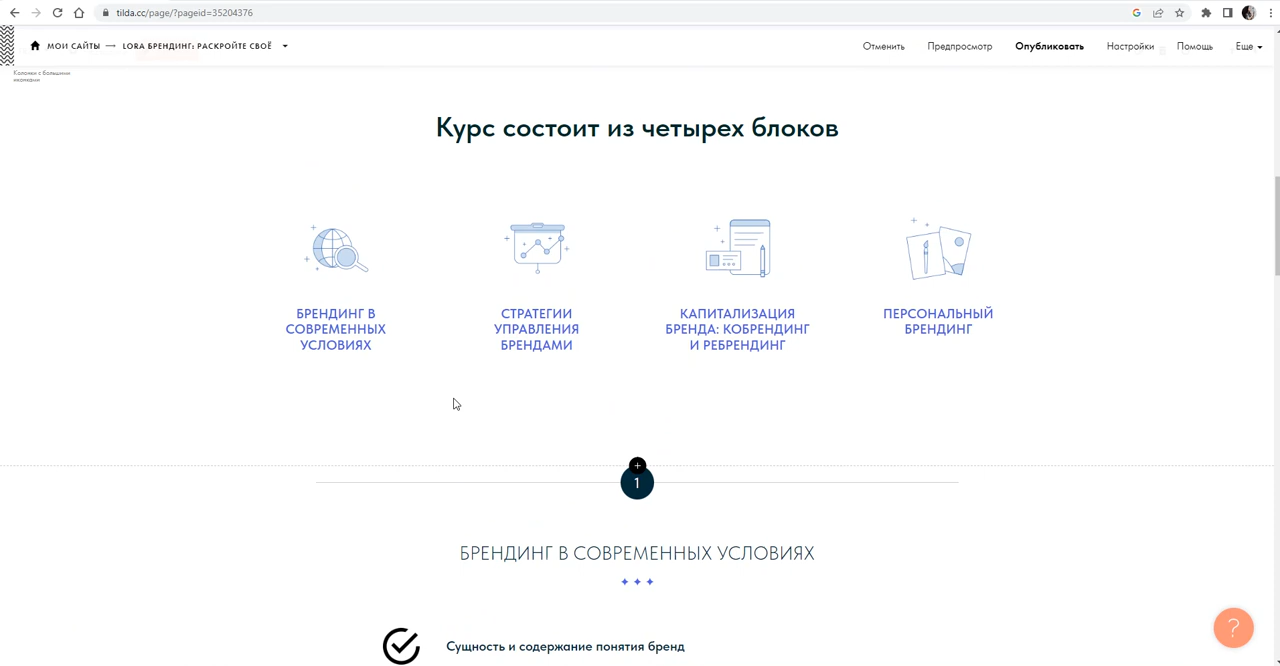 tilda.cc/page/?pageid=35204376
МОИ САЙТЫ — LORA БРЕНДИНГ: РАСКРОЙТЕ СВОЁ
Отменить Предпросмотр Опубликовать Настройки Помощь Еще
Колонки с большими
иконками
Курс состоит из четырех блоков
БРЕНДИНГ В
СОВРЕМЕННЫХ
УСЛОВИЯХ
СТРАТЕГИИ
УПРАВЛЕНИЯ
БРЕНДАМИ
КАПИТАЛИЗАЦИЯ
БРЕНДА: КОБРЕНДИНГ
И РЕБРЕНДИНГ
ПЕРСОНАЛЬНЫЙ
БРЕНДИНГ
+
1
БРЕНДИНГ В СОВРЕМЕННЫХ УСЛОВИЯХ
Сущность и содержание понятия бренд
?